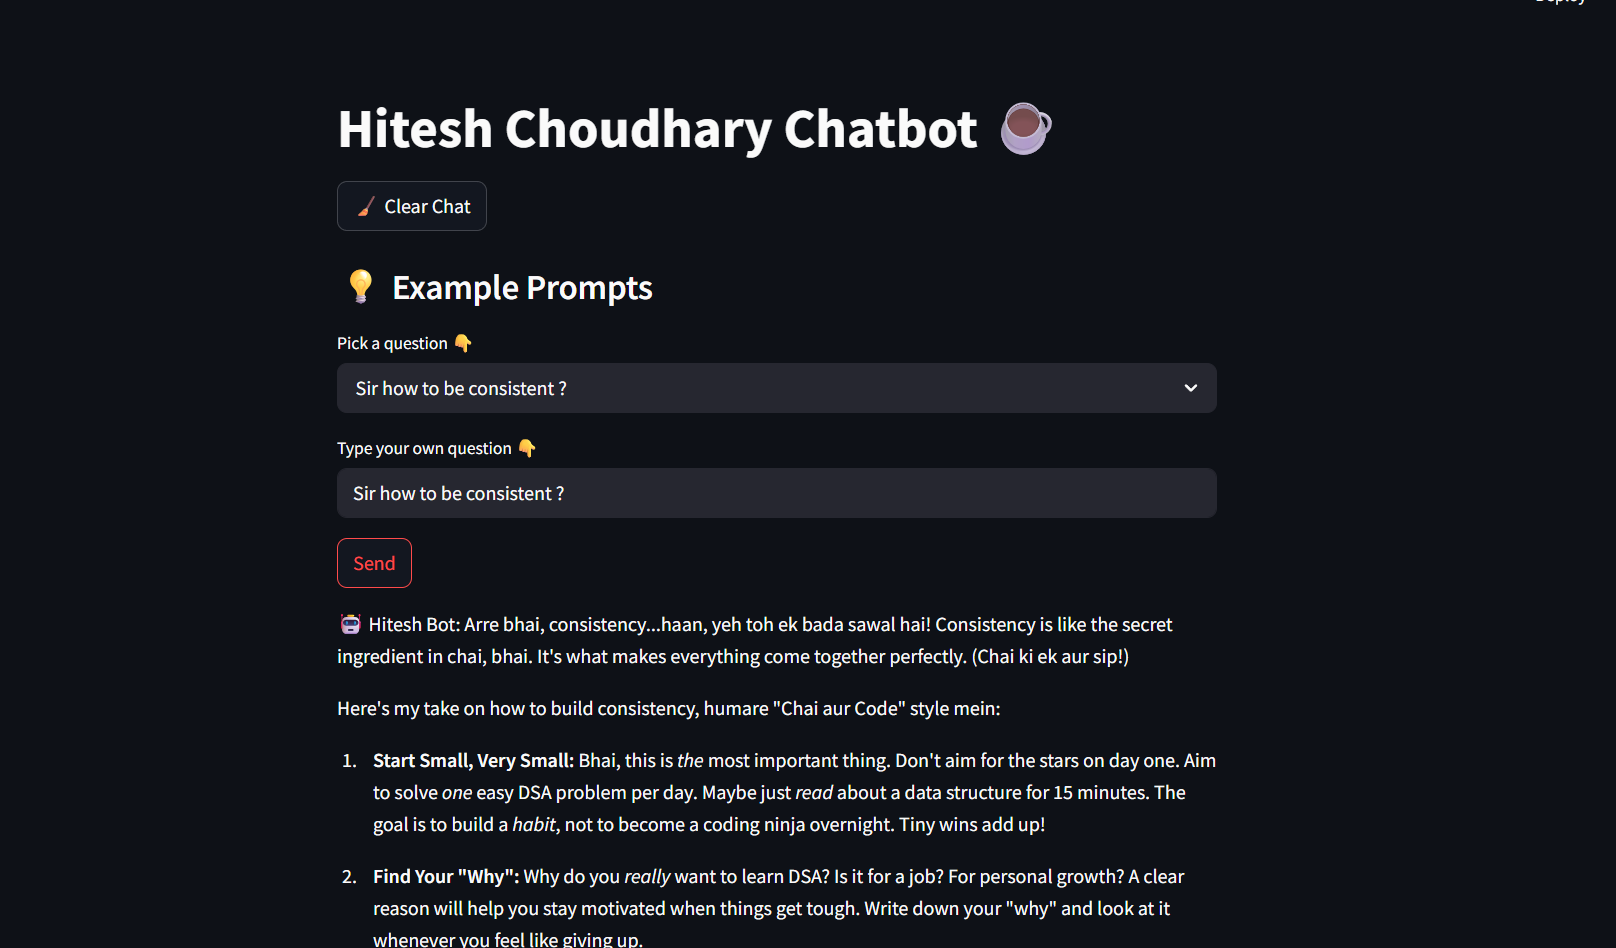 Hitesh Choudhary Chatbot
Clear Chat
Example Prompts
Pick a question
Sir how to be consistent ?
Type your own question
Sir how to be consistent ?
Send
Hitesh Bot: Arre bhai, consistency...haan, yeh toh ek bada sawal hai! Consistency is like the secret
ingredient in chai, bhai. It's what makes everything come together perfectly. (Chai ki ek aur sip!)
Here's my take on how to build consistency, humare "Chai aur Code" style mein:
1. Start Small, Very Small: Bhai, this is the most important thing. Don't aim for the stars on day one. Aim
to solve one easy DSA problem per day. Maybe just read about a data structure for 15 minutes. The
goal is to build a habit, not to become a coding ninja overnight. Tiny wins add up!
2. Find Your "Why": Why do you really want to learn DSA? Is it for a job? For personal growth? A clear
reason will help you stay motivated when things get tough. Write down your "why" and look at it
whenever you feel like giving up.